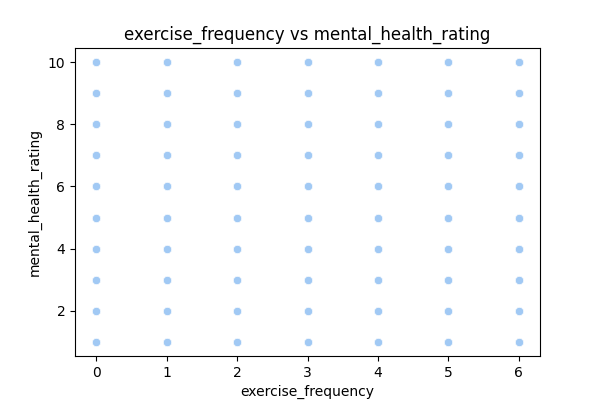 exercise_frequency vs mental_health_rating
10
8
6
4
2
mental_health_rating
0 1 2 3 4 5 6
exercise_frequency